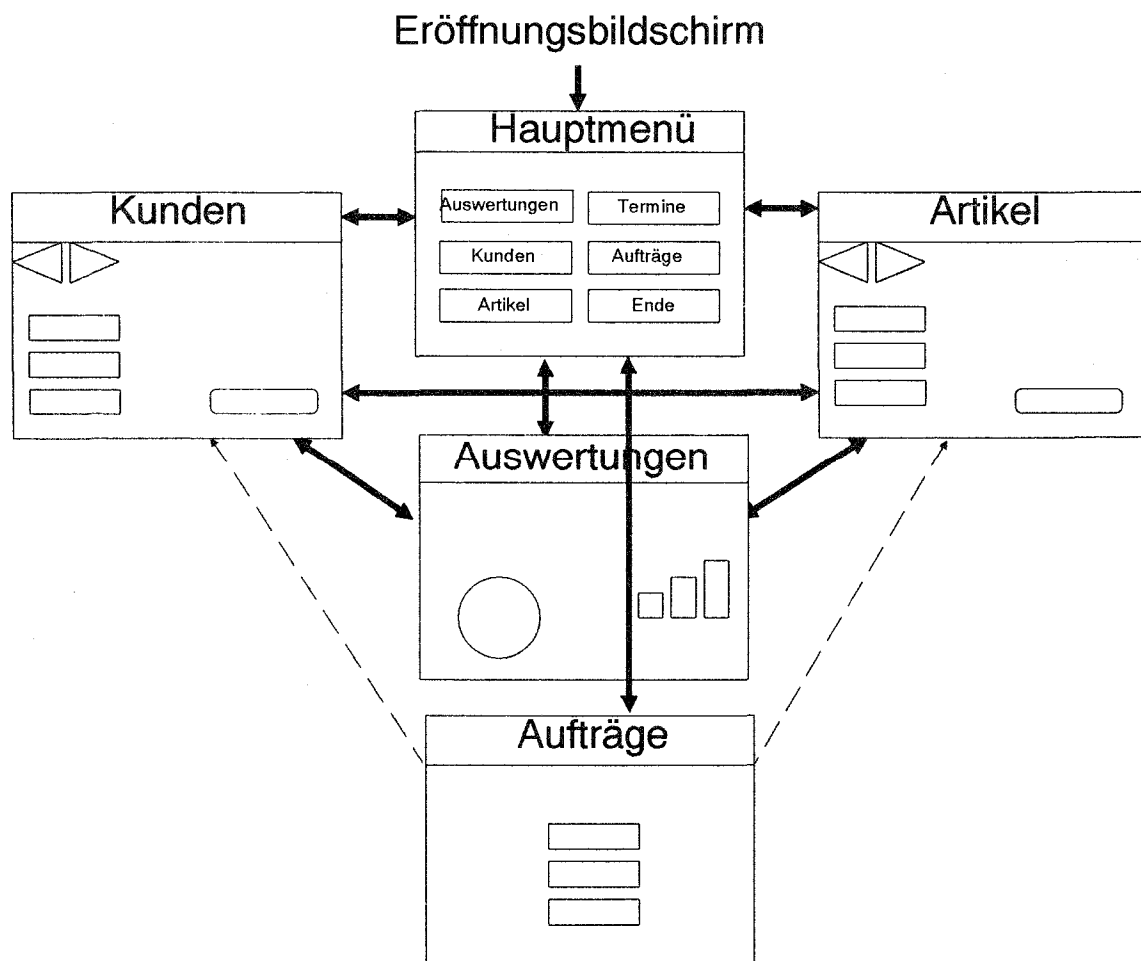 Eröffnungsbildschirm
Hauptmenü
Auswertungen
Termine
Kunden
Aufträge
Artikel
Ende
Kunden
Artikel
Auswertungen
Aufträge